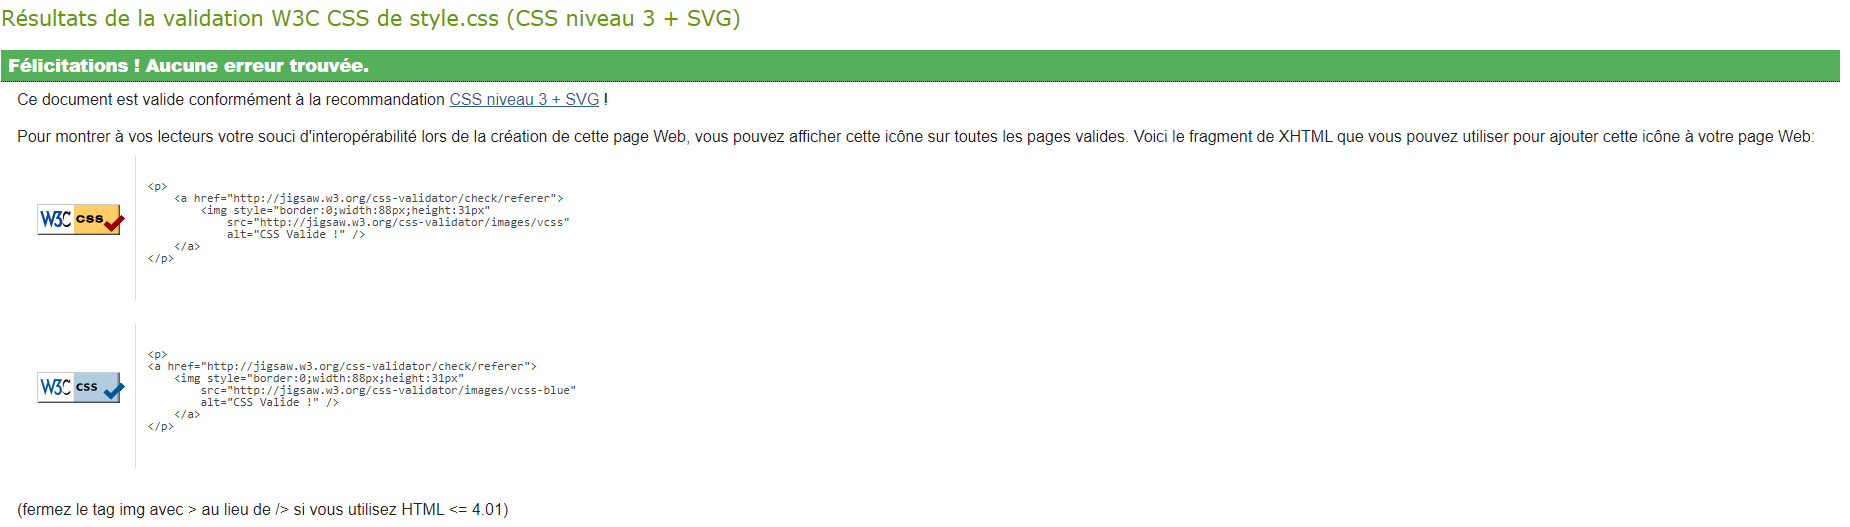 Résultats de la validation W3C CSS de style.css (CSS niveau 3 + SVG)
Félicitations ! Aucune erreur trouvée.
Ce document est valide conformément à la recommandation CSS niveau 3 + SVG !
Pour montrer à vos lecteurs votre souci d'interopérabilité lors de la création de cette page Web, vous pouvez afficher cette icône sur toutes les pages valides. Voici le fragment de XHTML que vous pouvez utiliser pour ajouter cette icône à votre page Web:
W3C css
<p>
    <a href="http://jigsaw.w3.org/css-validator/check/referer">
        <img style="border:0;width:88px;height:31px"
            src="http://jigsaw.w3.org/css-validator/images/vcss"
            alt="CSS Valide !" />
    </a>
</p>
W3C css
<p>
<a href="http://jigsaw.w3.org/css-validator/check/referer">
    <img style="border:0;width:88px;height:31px"
        src="http://jigsaw.w3.org/css-validator/images/vcss-blue"
        alt="CSS Valide !" />
    </a>
</p>
(fermez le tag img avec > au lieu de /> si vous utilisez HTML <= 4.01)